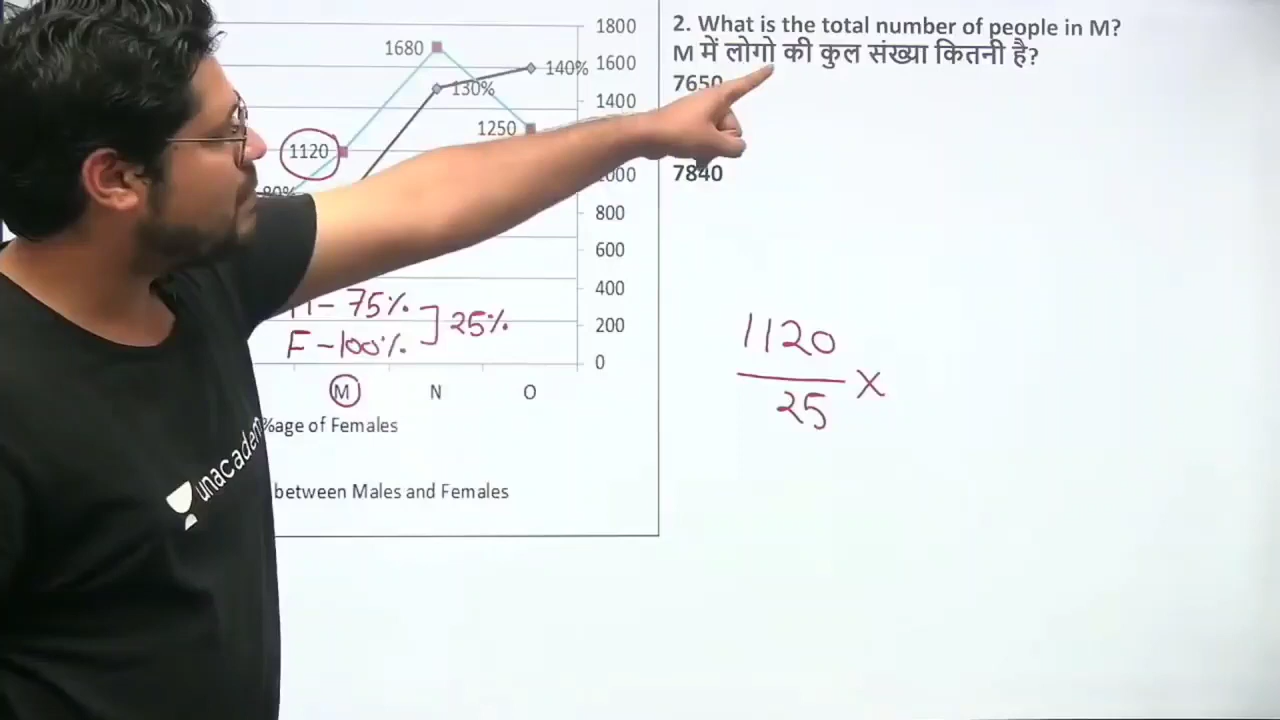 2. What is the total number of people in M?
M में लोगो की कुल संख्या कितनी है?
7650
7840
1800
1600
1400
800
600
400
200
0
1680
140%
130%
1250
1120
80%
75%
F - 100%
25%
M
N
O
%age of Females
between Males and Females
1120
25
X
unacadem